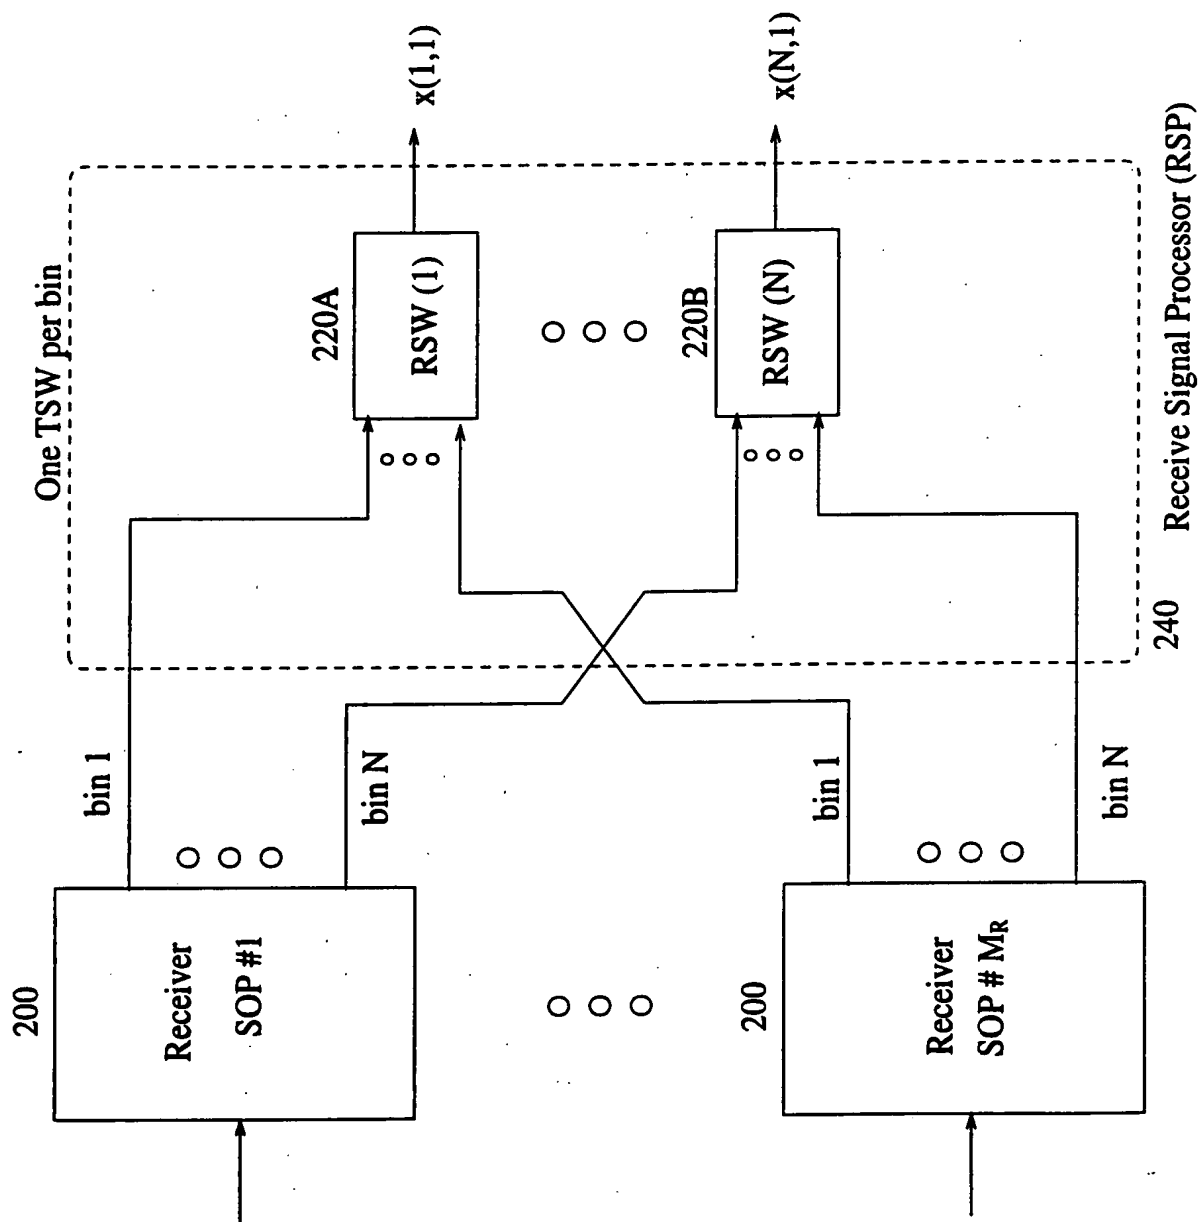 One TSW per bin
200
Receiver
SOP #1
bin 1
bin N
220A
RSW (1)
x(1,1)
220B
RSW (N)
x(N,1)
200
Receiver
SOP # MR
bin 1
bin N
240
Receive Signal Processor (RSP)